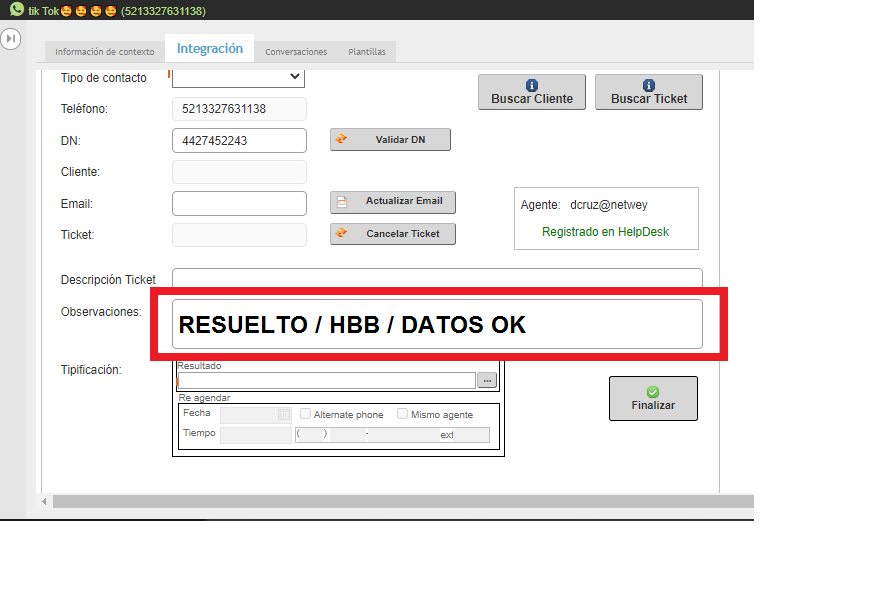 tik Tok🥰🥰🥰🥰 (5213327631138)
Información de contexto Integración Conversaciones Plantillas
Tipo de contacto
Buscar Cliente Buscar Ticket
Teléfono: 5213327631138
DN: 4427452243 Validar DN
Cliente:
Email: Actualizar Email
Agente: dcruz@netwey
Ticket: Cancelar Ticket
Registrado en HelpDesk
Descripción Ticket
Observaciones: RESUELTO / HBB / DATOS OK
Tipificación:
Resultado
...
Re agendar
Fecha Alternate phone Mismo agente
Tiempo ( ) - ext
Finalizar